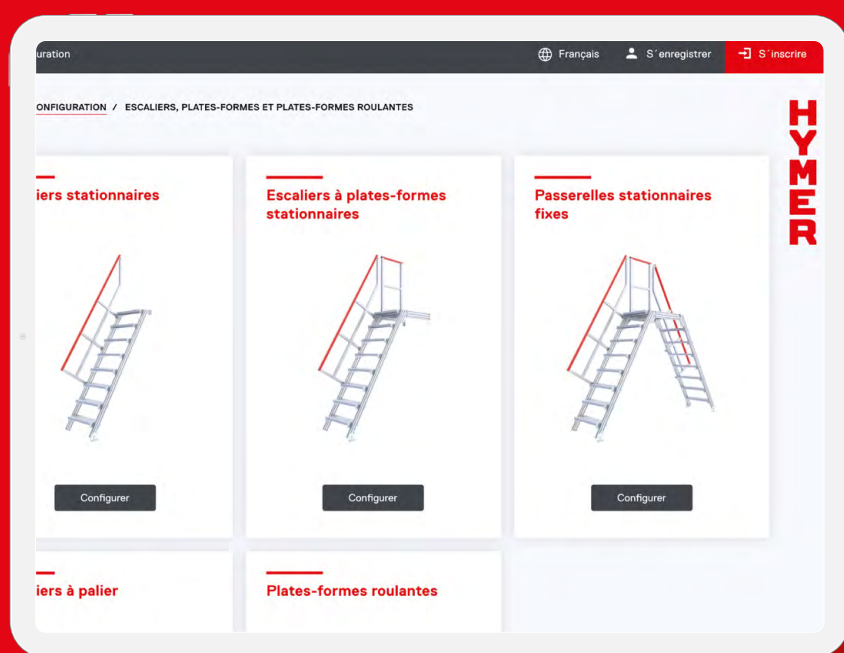 uration
Français
S´enregistrer
S´inscrire
ONFIGURATION / ESCALIERS, PLATES-FORMES ET PLATES-FORMES ROULANTES
HYMER
iers stationnaires
Escaliers à plates-formes
stationnaires
Passerelles stationnaires
fixes
Configurer
Configurer
Configurer
iers à palier
Plates-formes roulantes